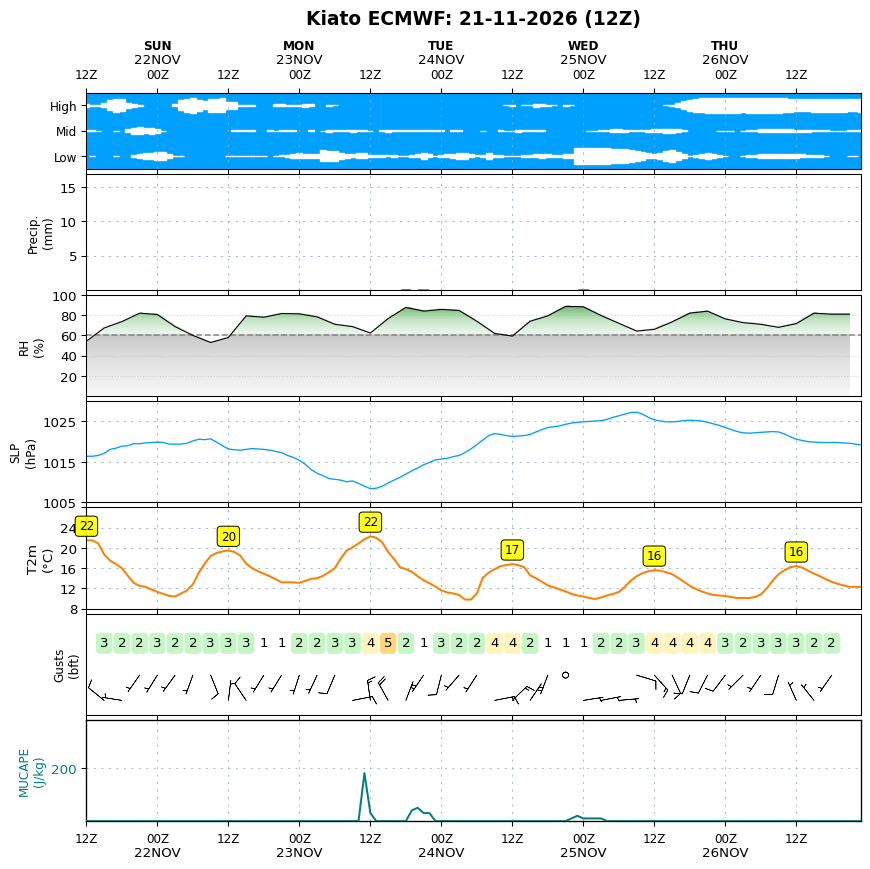 Kiato ECMWF: 21-11-2026 (12Z)
SUN MON TUE WED THU
22NOV 23NOV 24NOV 25NOV 26NOV
12Z 00Z 12Z 00Z 12Z 00Z 12Z 00Z 12Z 00Z 12Z
High
Mid
Low
Precip.
(mm)
15
10
5
RH
(%)
100
80
60
40
20
SLP
(hPa)
1025
1015
1005
T2m
(°C)
24
20
16
12
8
22 20 22 17 16 16
Gusts
(bft)
3 2 2 3 2 2 3 3 3 1 1 2 2 3 3 4 5 2 1 3 2 2 4 4 2 1 1 1 2 2 3 4 4 4 4 3 2 3 3 3 2 2
MUCAPE
(J/kg)
200
12Z 00Z 12Z 00Z 12Z 00Z 12Z 00Z 12Z 00Z 12Z
22NOV 23NOV 24NOV 25NOV 26NOV